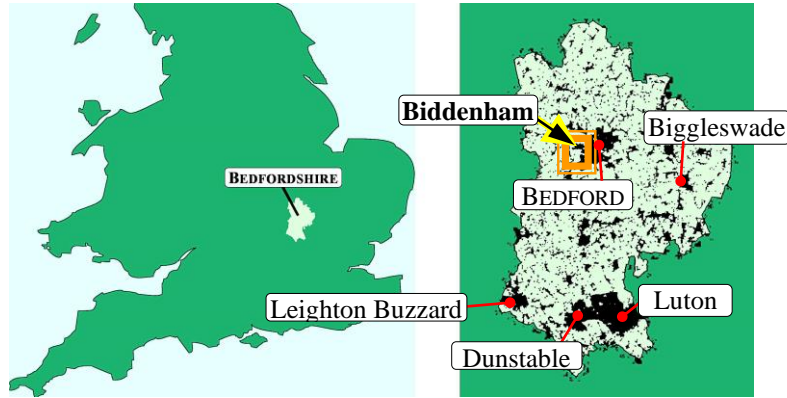 Biddenham
Biggleswade
BEDFORDSHIRE
BEDFORD
Leighton Buzzard
Luton
Dunstable